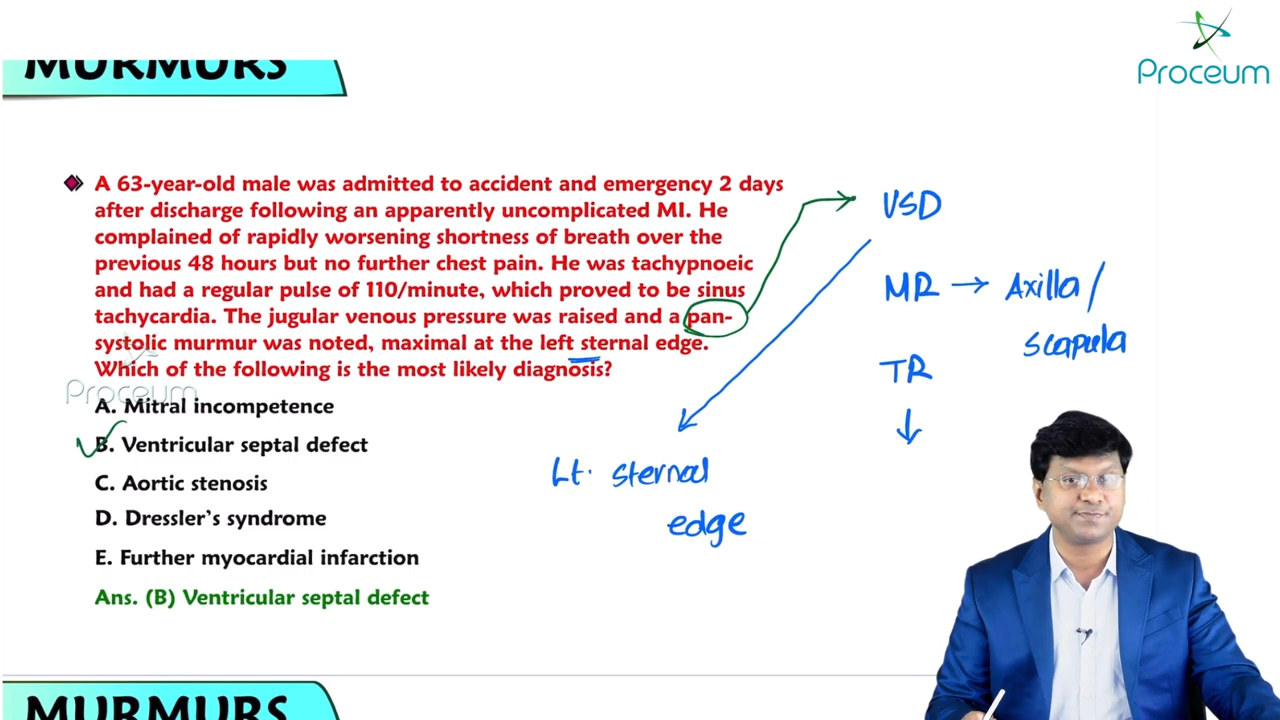 MURMURS
Proceum
A 63-year-old male was admitted to accident and emergency 2 days
after discharge following an apparently uncomplicated MI. He
complained of rapidly worsening shortness of breath over the
previous 48 hours but no further chest pain. He was tachypnoeic
and had a regular pulse of 110/minute, which proved to be sinus
tachycardia. The jugular venous pressure was raised and a pan-
systolic murmur was noted, maximal at the left sternal edge.
Which of the following is the most likely diagnosis?
Proceum
A. Mitral incompetence
B. Ventricular septal defect
C. Aortic stenosis
D. Dressler's syndrome
E. Further myocardial infarction
Ans. (B) Ventricular septal defect
VSD
MR → Axilla/
scapula
TR
↓
Lt. sternal
edge
MURMURS